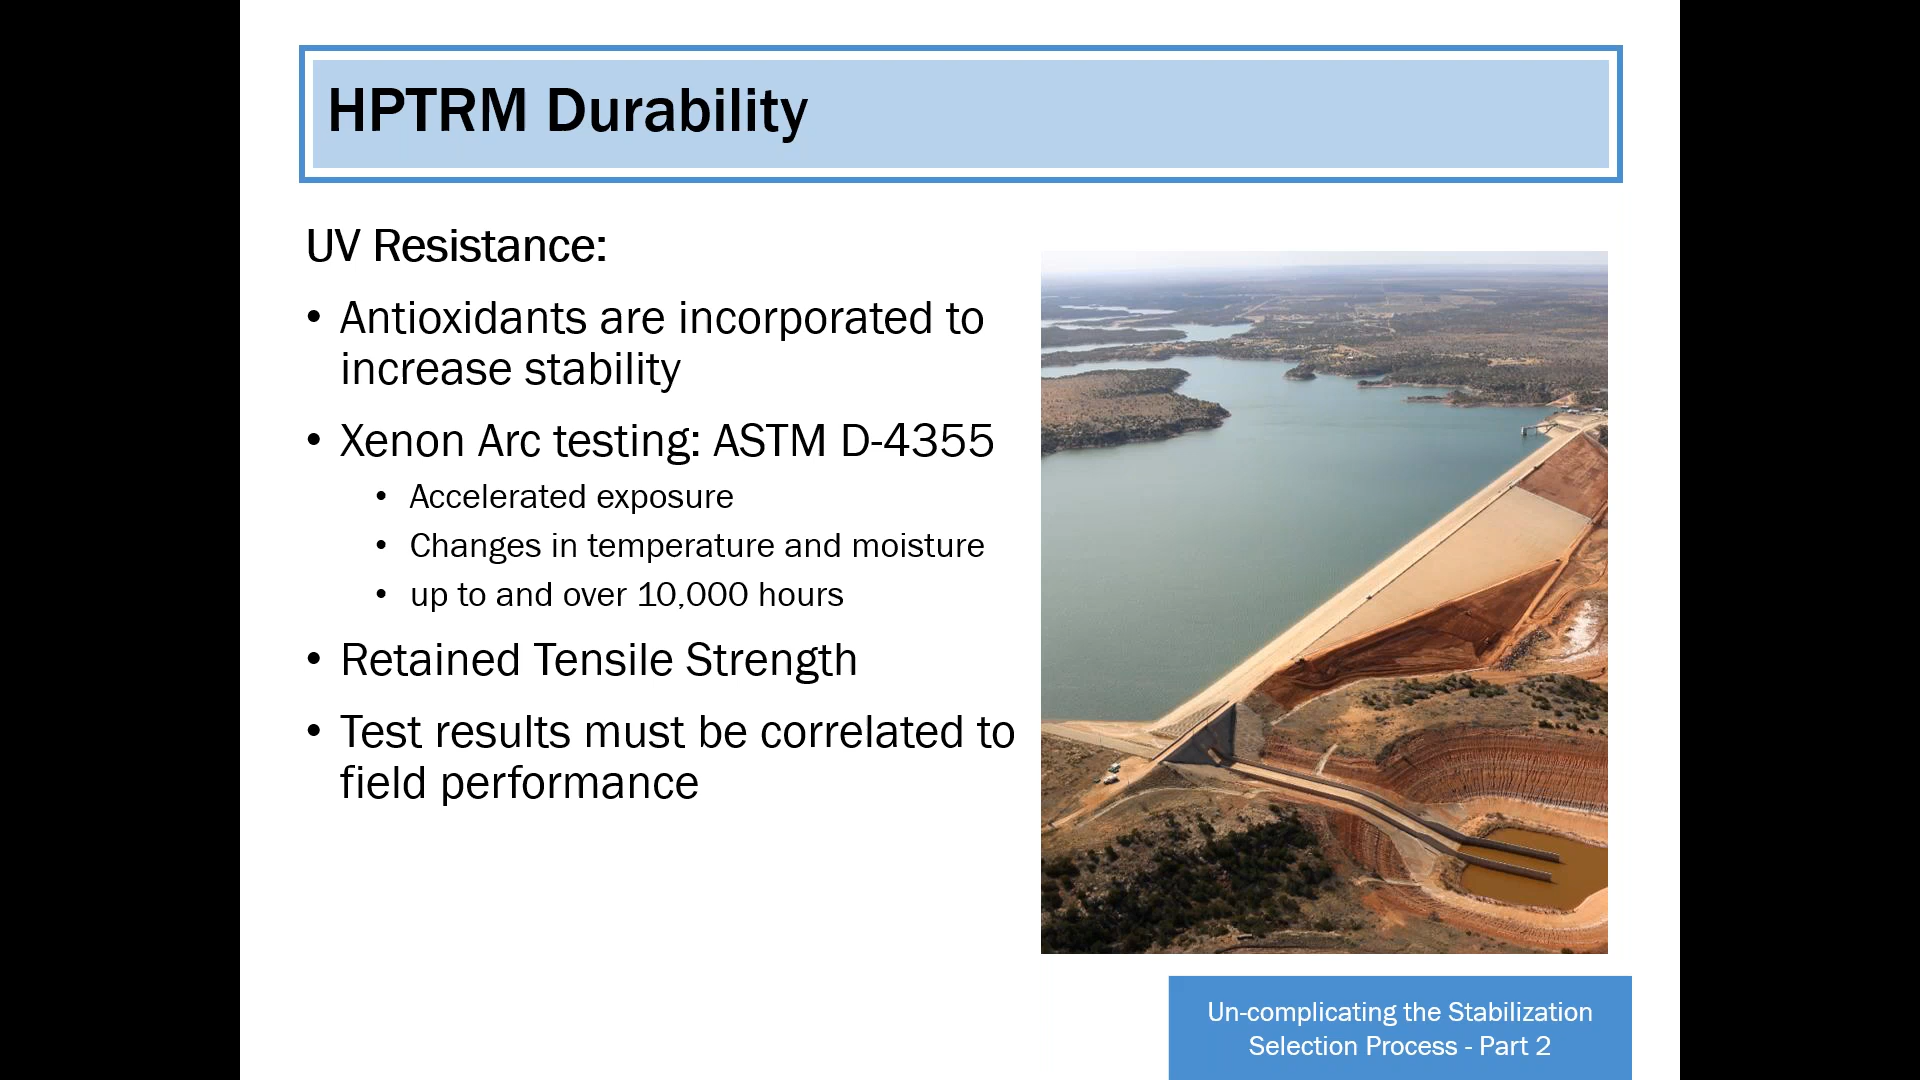 HPTRM Durability
UV Resistance:
• Antioxidants are incorporated to
increase stability
• Xenon Arc testing: ASTM D-4355
• Accelerated exposure
• Changes in temperature and moisture
• up to and over 10,000 hours
• Retained Tensile Strength
• Test results must be correlated to
field performance
Un-complicating the Stabilization
Selection Process - Part 2